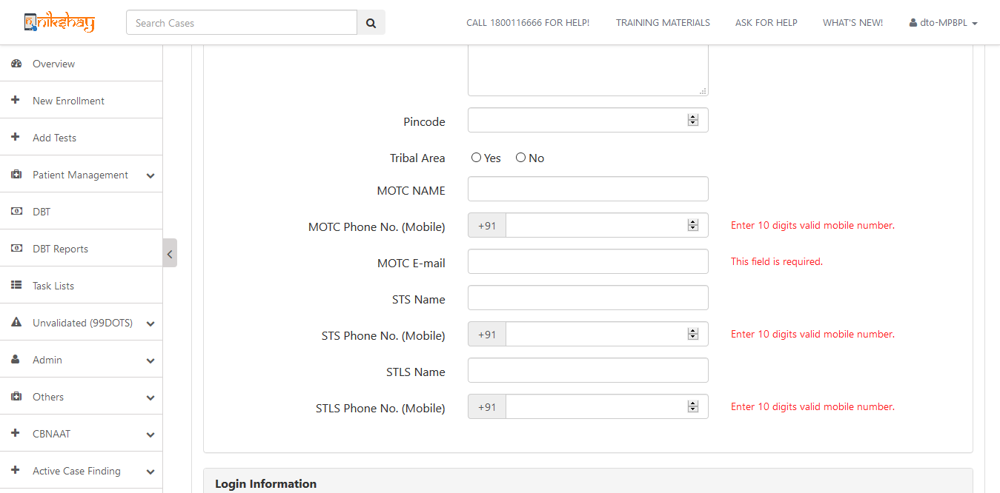 nikshay
Search Cases
CALL 1800116666 FOR HELP!
TRAINING MATERIALS
ASK FOR HELP
WHAT'S NEW!
dto-MPBPL
Overview
New Enrollment
Add Tests
Patient Management
DBT
DBT Reports
Task Lists
Unvalidated (99DOTS)
Admin
Others
CBNAAT
Active Case Finding
Pincode
Tribal Area Yes No
MOTC NAME
MOTC Phone No. (Mobile) +91 Enter 10 digits valid mobile number.
MOTC E-mail This field is required.
STS Name
STS Phone No. (Mobile) +91 Enter 10 digits valid mobile number.
STLS Name
STLS Phone No. (Mobile) +91 Enter 10 digits valid mobile number.
Login Information